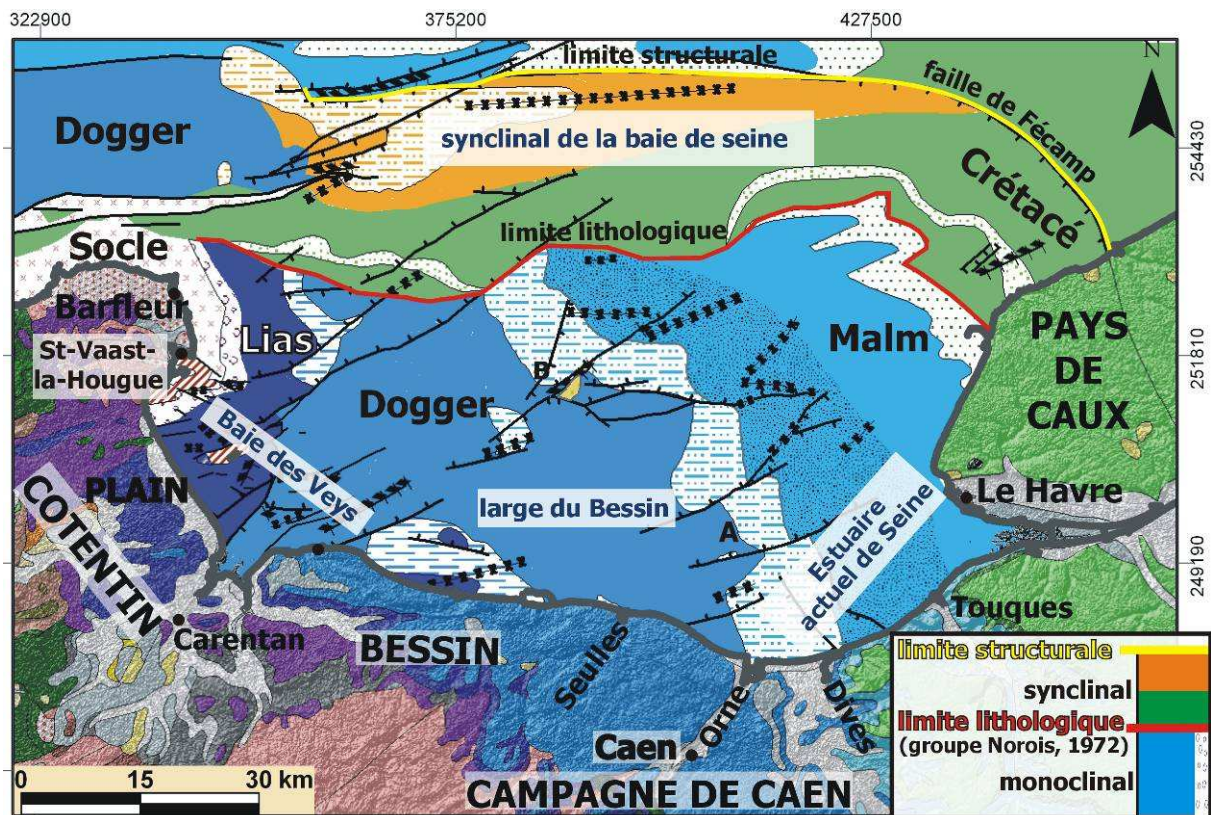 322900
375200
427500
limite structurale
N
faille de Fécamp
Dogger
synclinal de la baie de seine
254430
Crétacé
limite lithologique
Socle
Barfleur
Lias
Malm
PAYS
DE
CAUX
St-Vaast-
la-Hougue
251810
B
Dogger
Baie des Veys
PLAIN
COTENTIN
large du Bessin
Le Havre
A
Estuaire
actuel de Seine
249190
Touques
Carentan
BESSIN
Seulles
Orne
Dives
Caen
CAMPAGNE DE CAEN
0 15 30 km
limite structurale
synclinal
limite lithologique
(groupe Norois, 1972)
monoclinal